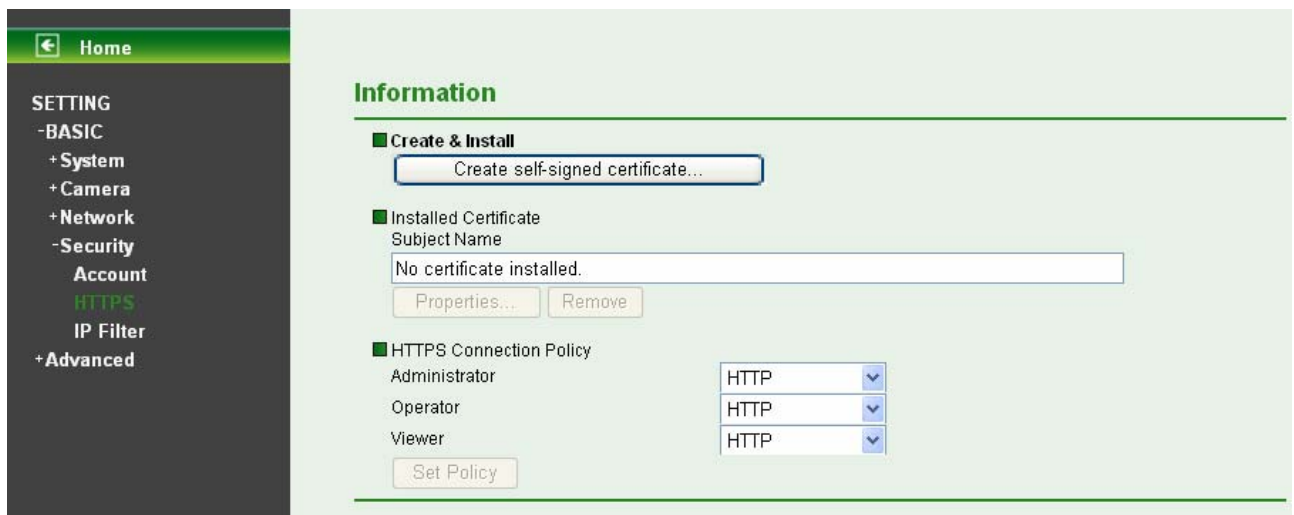 Home
SETTING
-BASIC
+System
+Camera
+Network
-Security
Account
HTTPS
IP Filter
+Advanced
Information
Create & Install
Create self-signed certificate...
Installed Certificate
Subject Name
No certificate installed.
Properties... Remove
HTTPS Connection Policy
Administrator HTTP
Operator HTTP
Viewer HTTP
Set Policy